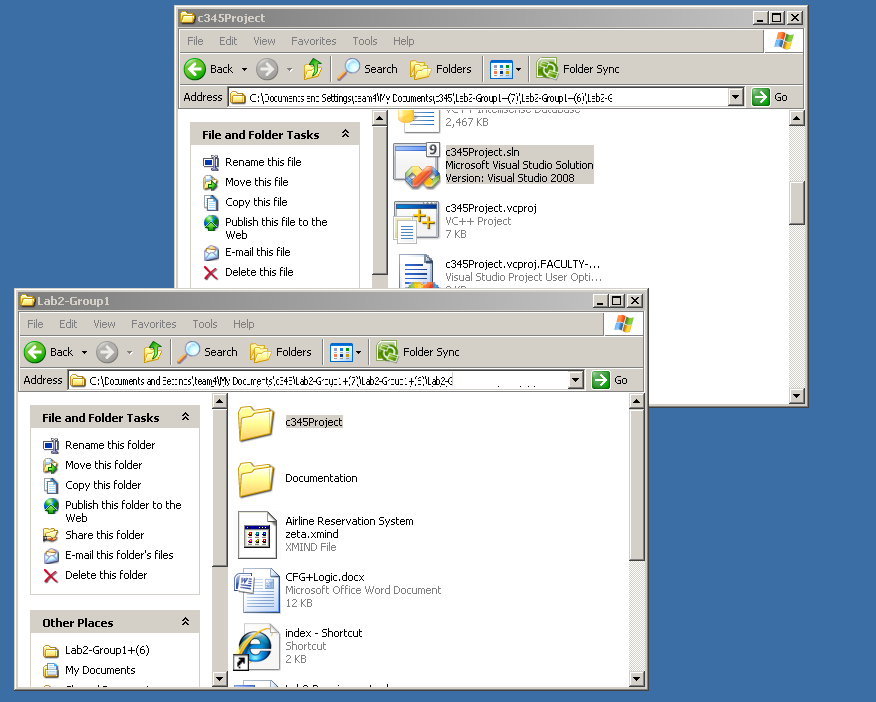 c345Project
File Edit View Favorites Tools Help
Back Search Folders Folder Sync
Address C:\Documents and Settings\team4\My Documents\c345\Lab2-Group1+(7)\Lab2-Group1+(6)\Lab2-G Go
File and Folder Tasks
Rename this file
Move this file
Copy this file
Publish this file to the
Web
E-mail this file
Delete this file
VC++ Intellisense Database
2,467 KB
c345Project.sln
Microsoft Visual Studio Solution
Version: Visual Studio 2008
c345Project.vcproj
VC++ Project
7 KB
c345Project.vcproj.FACULTY-...
Visual Studio Project User Opti...
Lab2-Group1
File Edit View Favorites Tools Help
Back Search Folders Folder Sync
Address C:\Documents and Settings\team4\My Documents\c345\Lab2-Group1+(7)\Lab2-Group1+(6)\Lab2-G Go
File and Folder Tasks
Rename this folder
Move this folder
Copy this folder
Publish this folder to the
Web
Share this folder
E-mail this folder's files
Delete this folder
Other Places
Lab2-Group1+(6)
My Documents
c345Project
Documentation
Airline Reservation System
zeta.xmind
XMIND File
CFG+Logic.docx
Microsoft Office Word Document
12 KB
index - Shortcut
Shortcut
2 KB